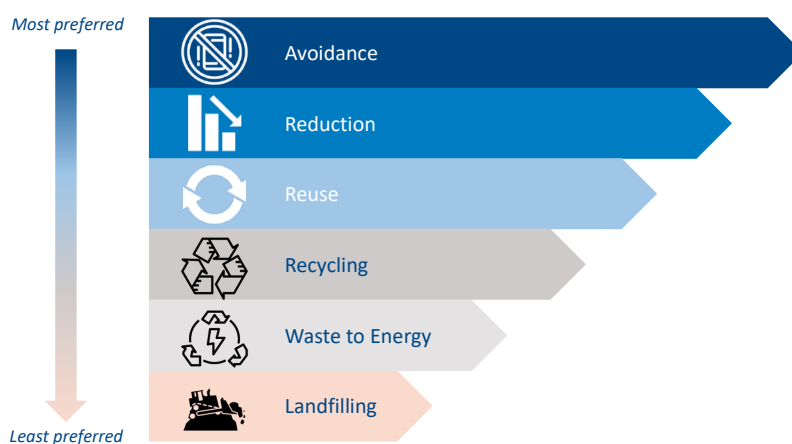 Most preferred
Avoidance
Reduction
Reuse
Recycling
Waste to Energy
Landfilling
Least preferred